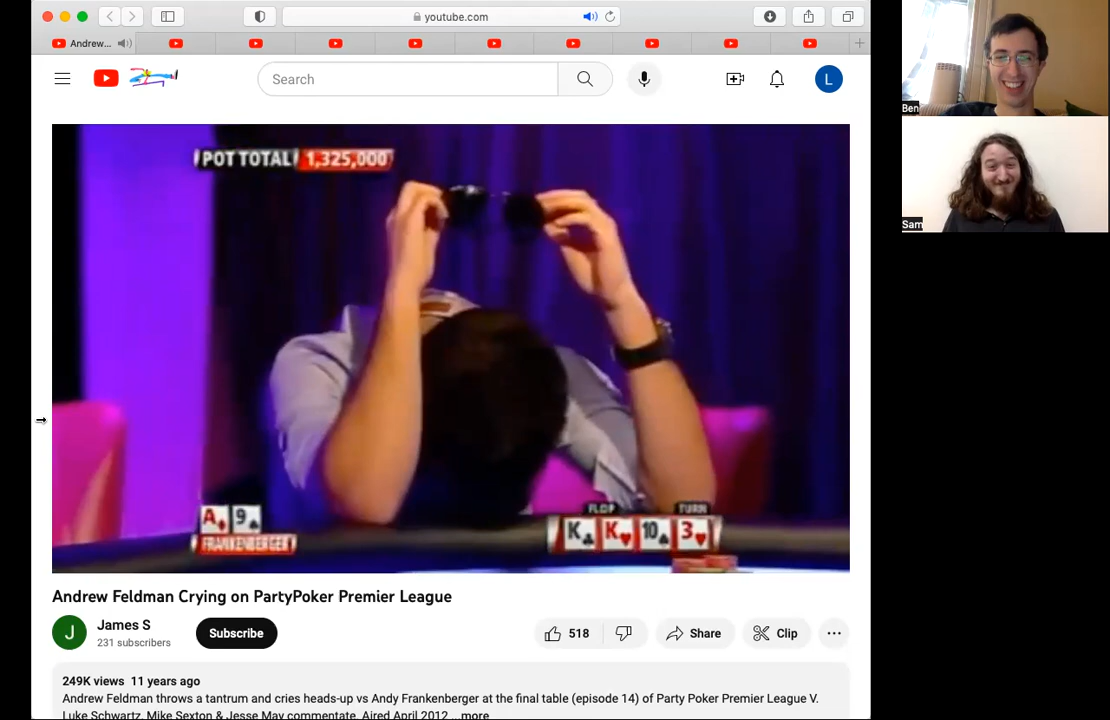 youtube.com
Andrew...
Search
L
POT TOTAL 1,325,000
A♦ 9♠
FRANKENBERGER
FLOP TURN
K♣ K♥ 10♠ 3♥
Andrew Feldman Crying on PartyPoker Premier League
J
James S
231 subscribers
Subscribe
518
Share
Clip
249K views 11 years ago
Andrew Feldman throws a tantrum and cries heads-up vs Andy Frankenberger at the final table (episode 14) of Party Poker Premier League V.
Luke Schwartz, Mike Sexton & Jesse May commentate. Aired April 2012 ...more
Ben
Sam